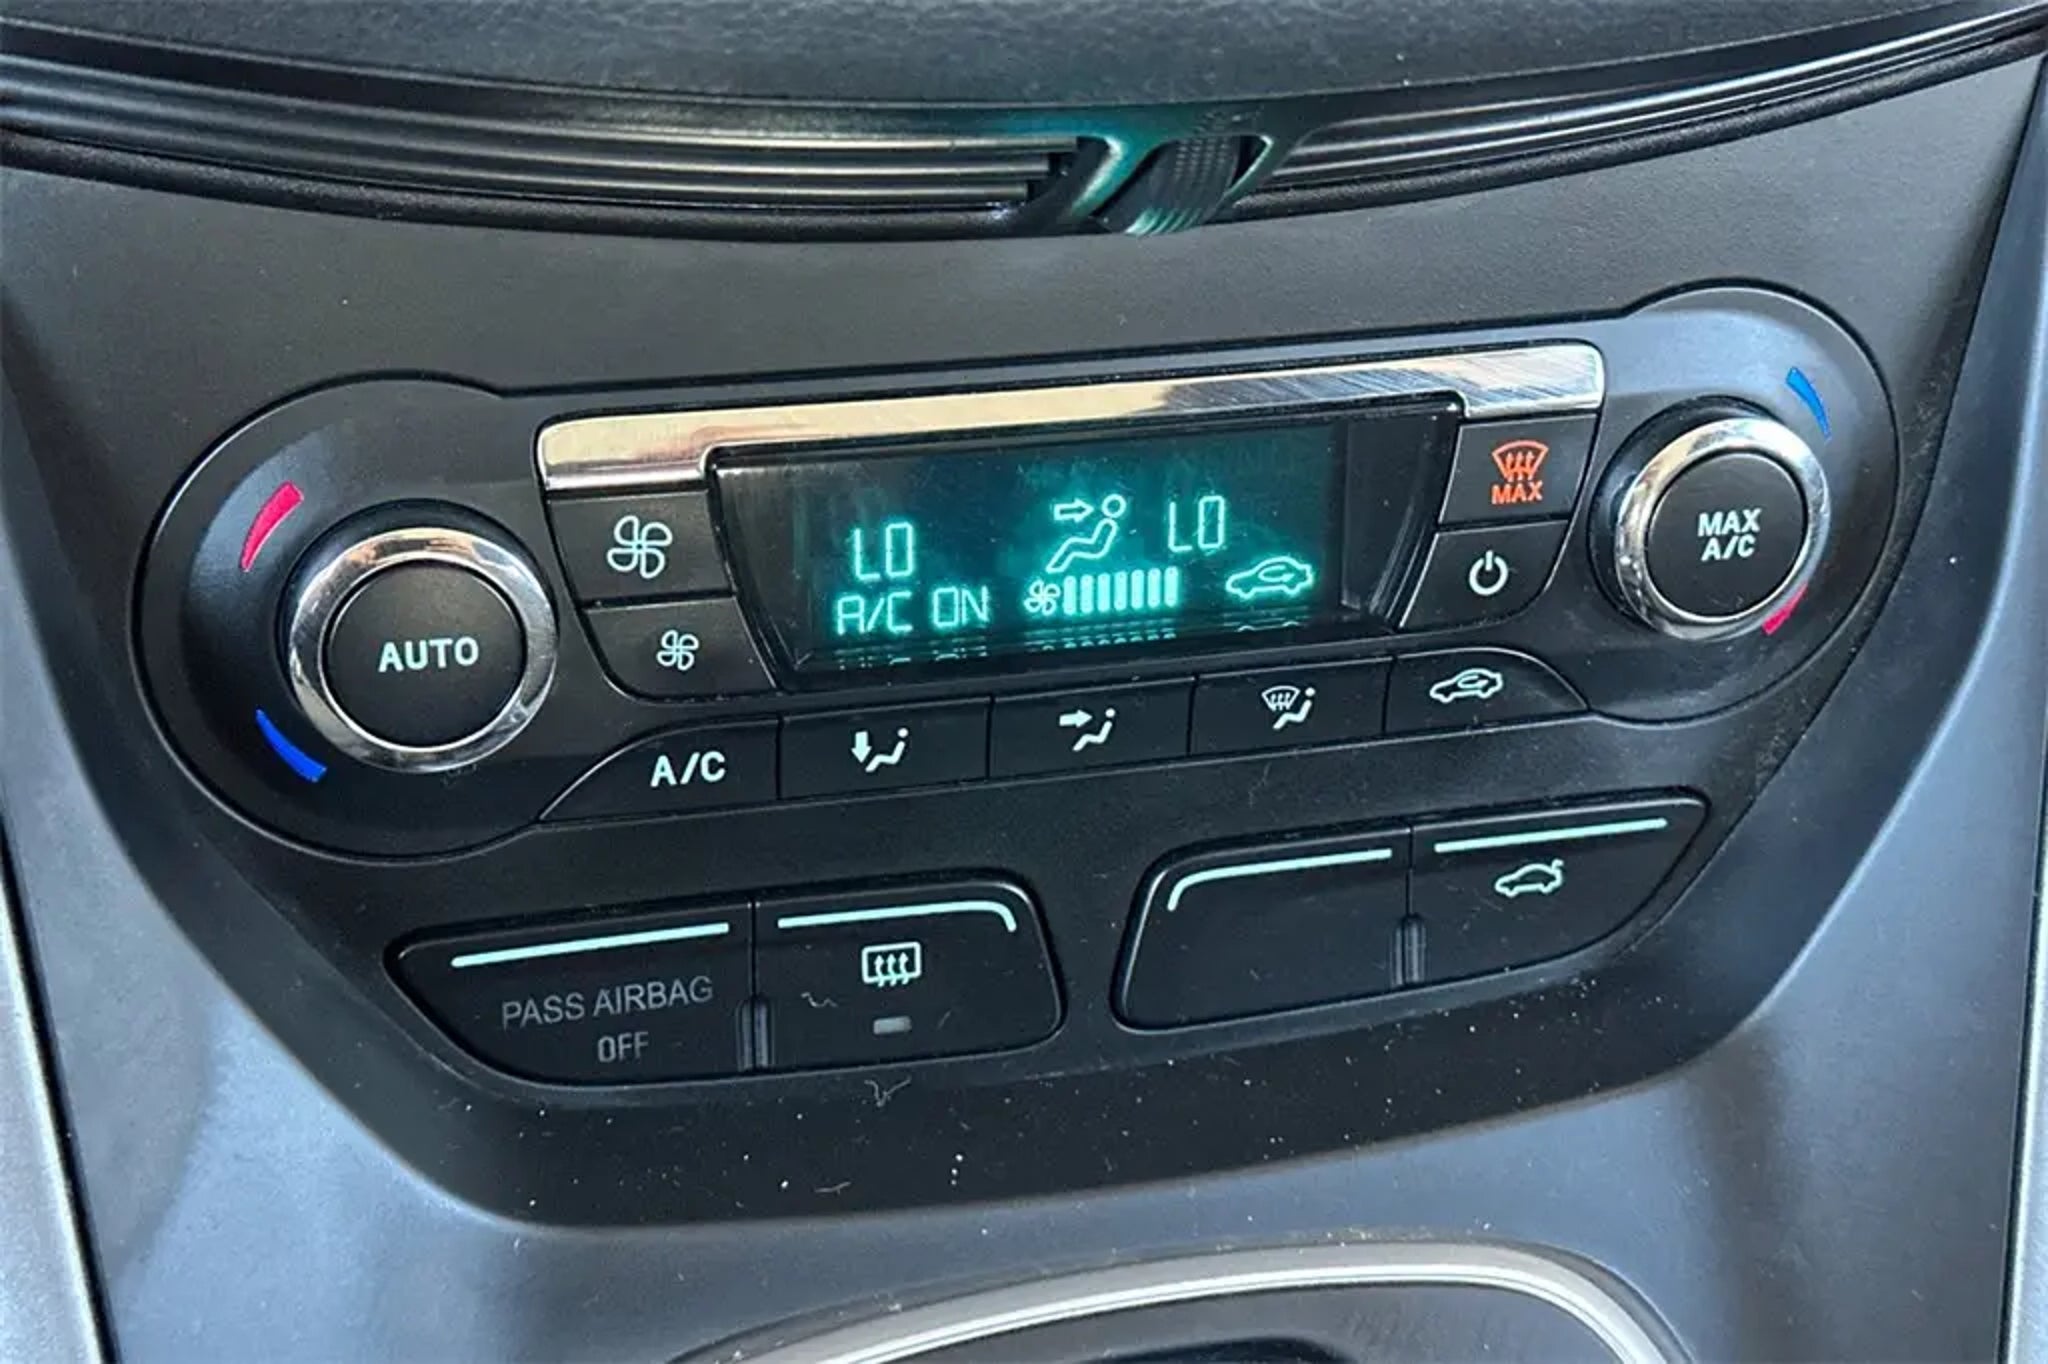 MAX
MAX
A/C
LO
LO
A/C ON
AUTO
A/C
PASS AIRBAG
OFF